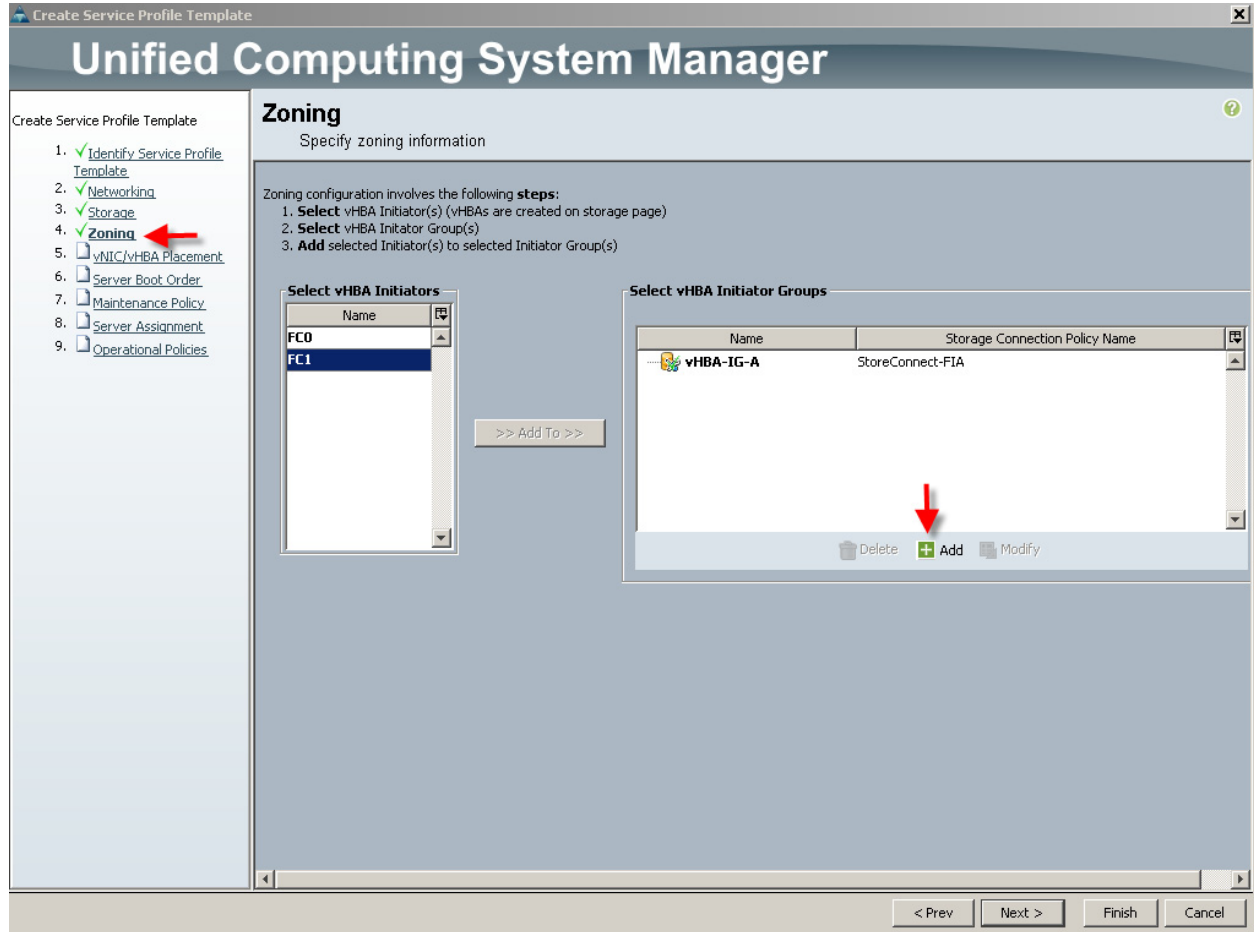 Create Service Profile Template
Unified Computing System Manager
Create Service Profile Template
1. Identify Service Profile
Template
2. Networking
3. Storage
4. Zoning
5. vNIC/vHBA Placement
6. Server Boot Order
7. Maintenance Policy
8. Server Assignment
9. Operational Policies
Zoning
Specify zoning information
Zoning configuration involves the following steps:
1. Select vHBA Initiator(s) (vHBAs are created on storage page)
2. Select vHBA Initator Group(s)
3. Add selected Initiator(s) to selected Initiator Group(s)
Select vHBA Initiators
Name
FC0
FC1
>> Add To >>
Select vHBA Initiator Groups
Name Storage Connection Policy Name
vHBA-IG-A StoreConnect-FIA
Delete Add Modify
< Prev Next > Finish Cancel